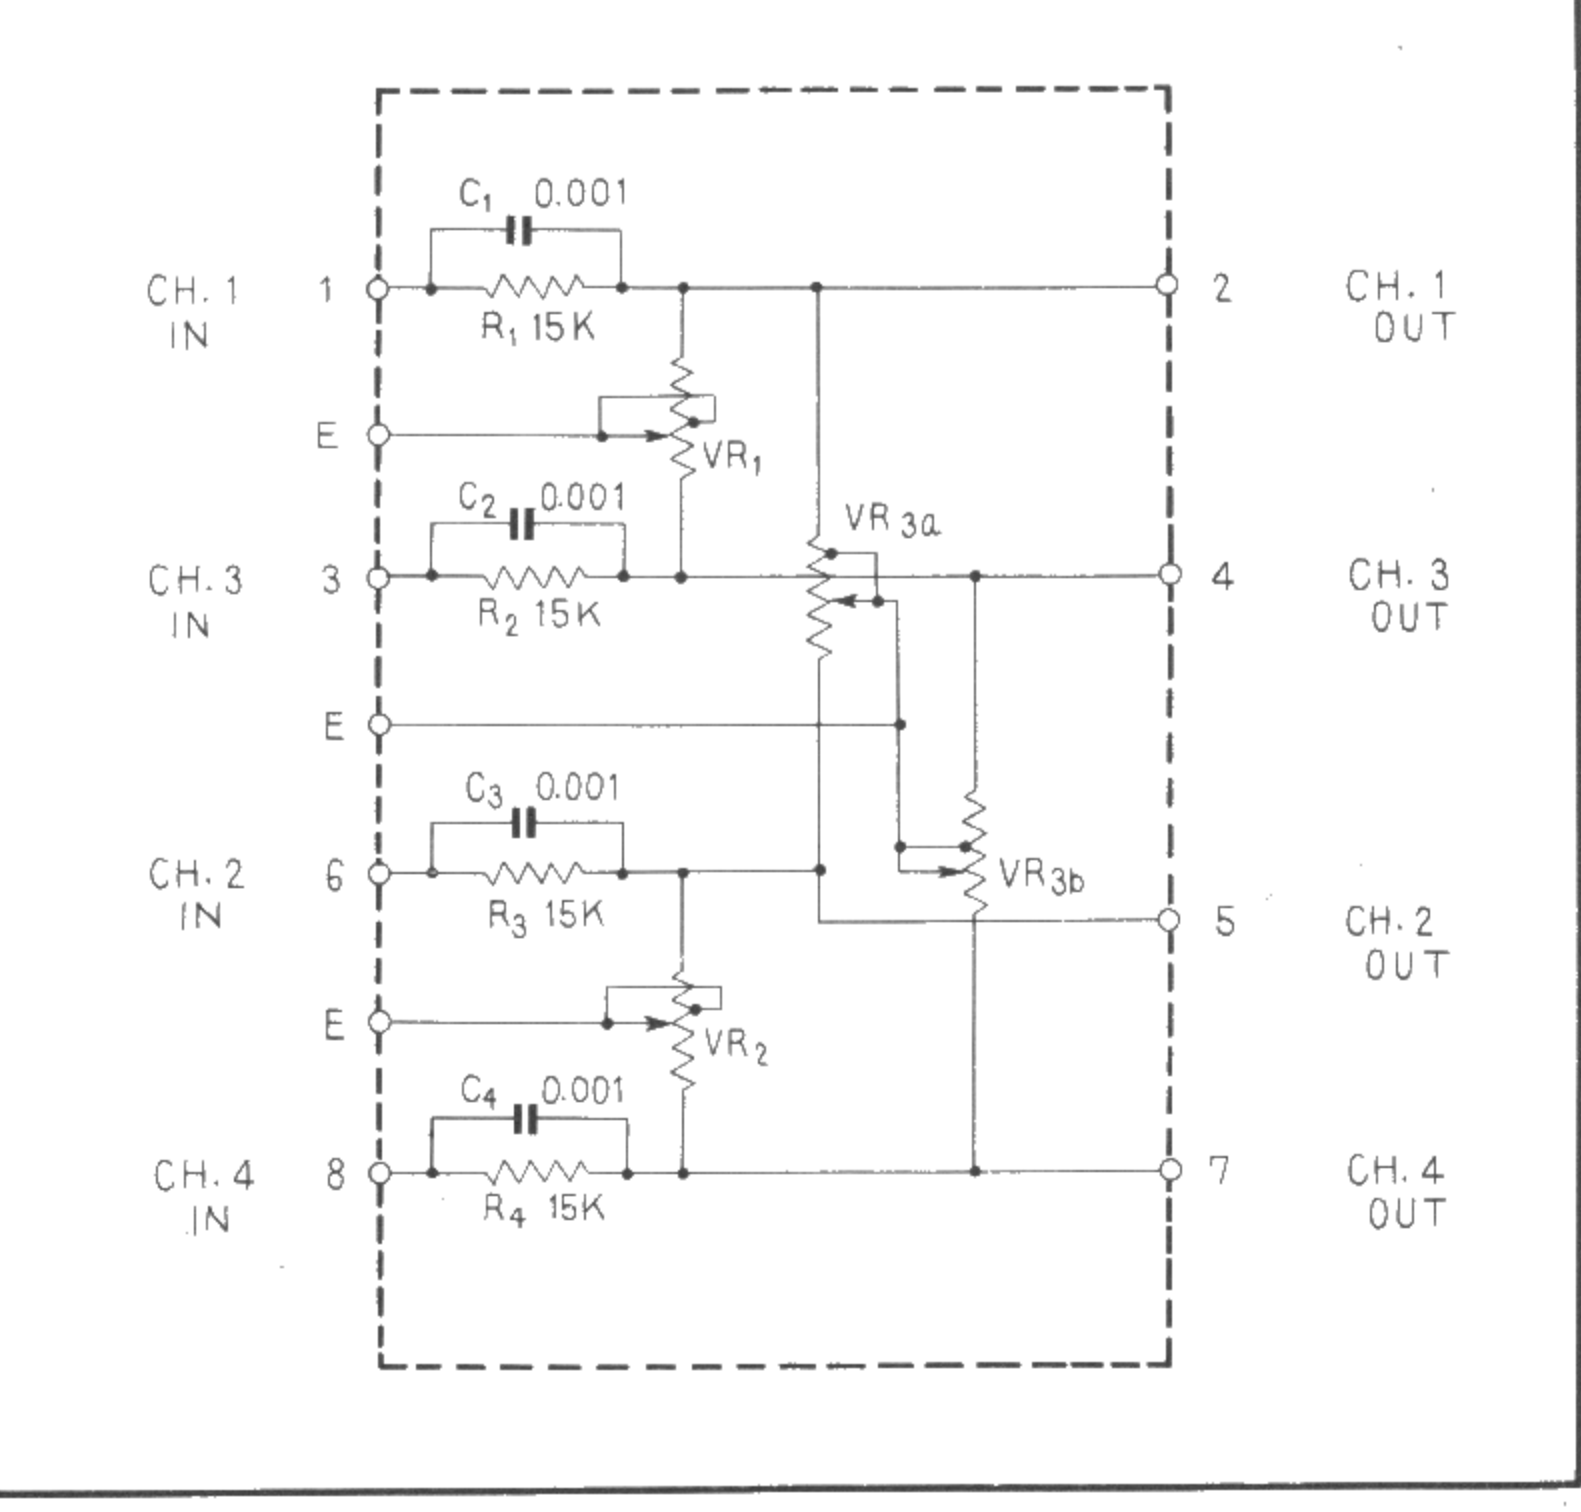 C1 0.001
CH. 1 1 2 CH. 1
IN R1 15K OUT
E VR1
C2 0.001 VR3a
CH. 3 3 4 CH. 3
IN R2 15K OUT
E
C3 0.001
CH. 2 6 VR3b
IN R3 15K 5 CH. 2
OUT
E VR2
C4 0.001
CH. 4 8 7 CH. 4
IN R4 15K OUT